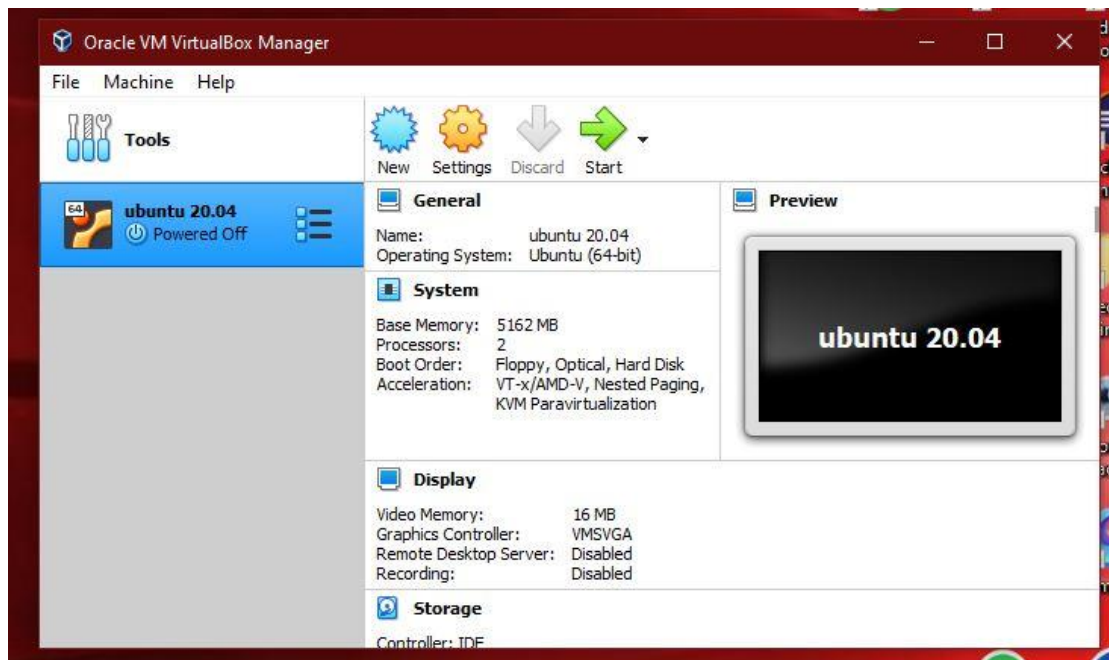 Oracle VM VirtualBox Manager
File Machine Help
Tools
New Settings Discard Start
64
ubuntu 20.04
Powered Off
General
Name: ubuntu 20.04
Operating System: Ubuntu (64-bit)
System
Base Memory: 5162 MB
Processors: 2
Boot Order: Floppy, Optical, Hard Disk
Acceleration: VT-x/AMD-V, Nested Paging,
KVM Paravirtualization
Preview
ubuntu 20.04
Display
Video Memory: 16 MB
Graphics Controller: VMSVGA
Remote Desktop Server: Disabled
Recording: Disabled
Storage
Controller: IDE